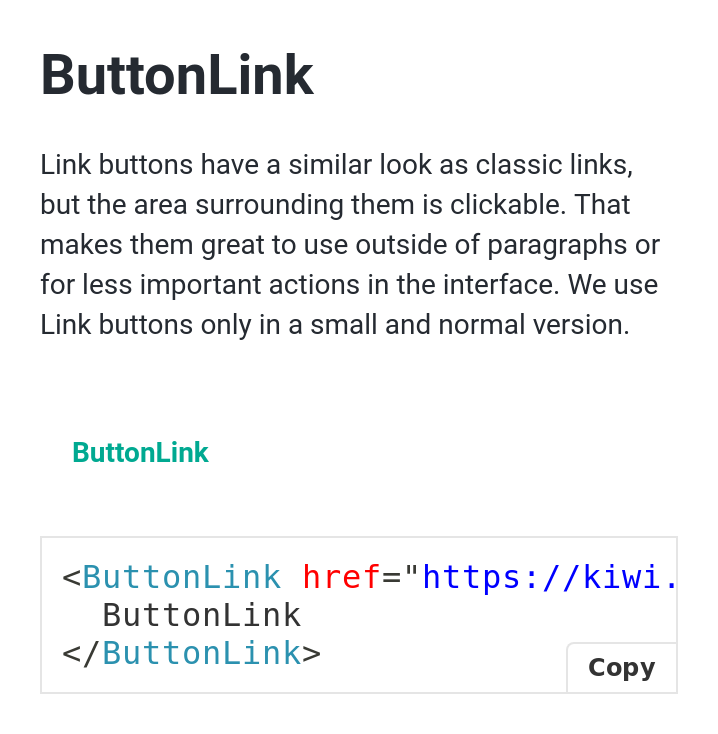 ButtonLink
Link buttons have a similar look as classic links,
but the area surrounding them is clickable. That
makes them great to use outside of paragraphs or
for less important actions in the interface. We use
Link buttons only in a small and normal version.
ButtonLink
<ButtonLink href="https://kiwi.
  ButtonLink
</ButtonLink>
Copy